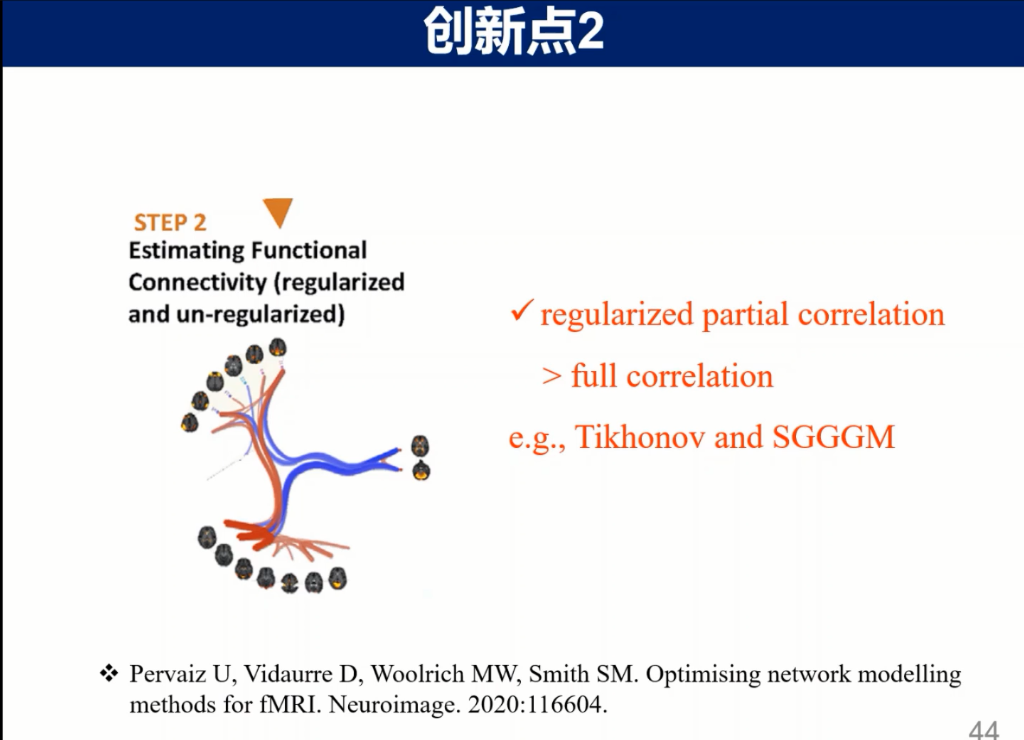 创新点2
STEP 2
Estimating Functional
Connectivity (regularized
and un-regularized)
✓ regularized partial correlation
> full correlation
e.g., Tikhonov and SGGGM
❖ Pervaiz U, Vidaurre D, Woolrich MW, Smith SM. Optimising network modelling
methods for fMRI. Neuroimage. 2020:116604.
44